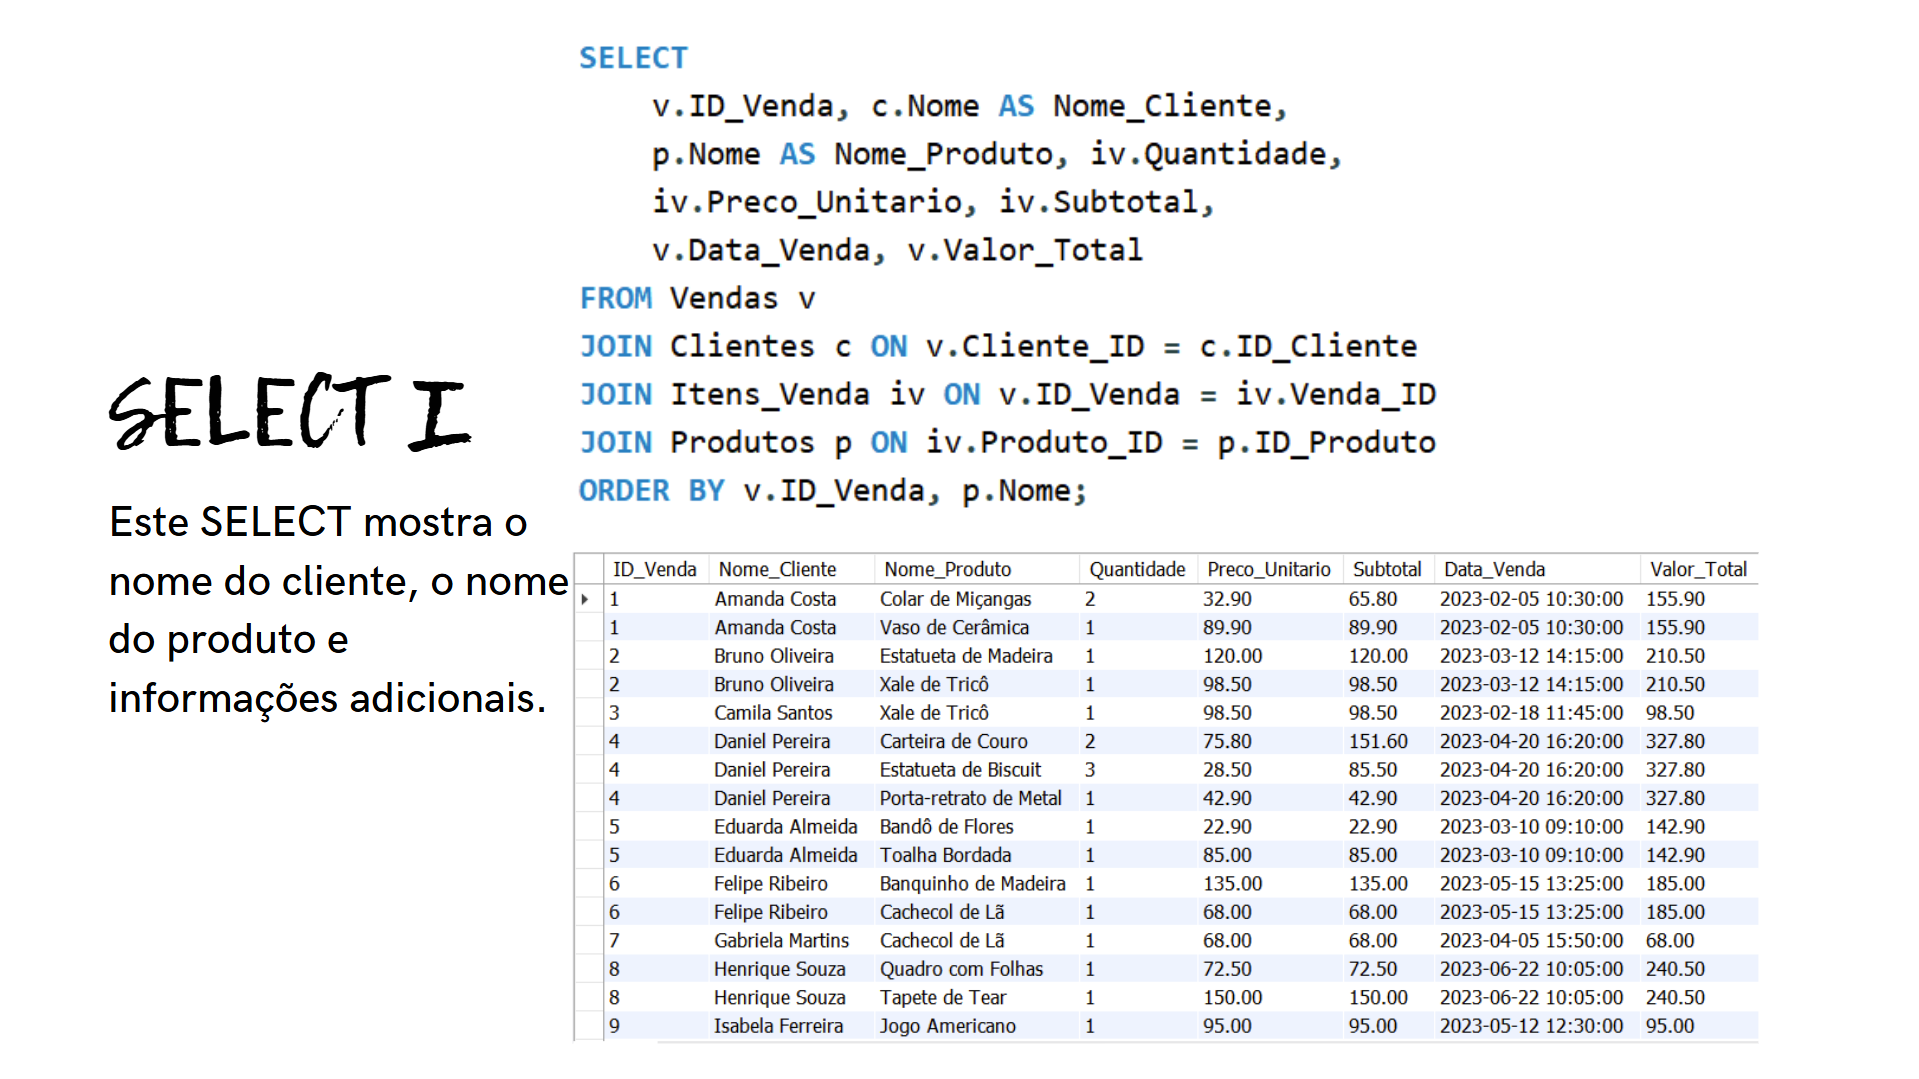 SELECT I
Este SELECT mostra o
nome do cliente, o nome
do produto e
informações adicionais.
SELECT
v.ID_Venda, c.Nome AS Nome_Cliente,
p.Nome AS Nome_Produto, iv.Quantidade,
iv.Preco_Unitario, iv.Subtotal,
v.Data_Venda, v.Valor_Total
FROM Vendas v
JOIN Clientes c ON v.Cliente_ID = c.ID_Cliente
JOIN Itens_Venda iv ON v.ID_Venda = iv.Venda_ID
JOIN Produtos p ON iv.Produto_ID = p.ID_Produto
ORDER BY v.ID_Venda, p.Nome;
ID_Venda Nome_Cliente Nome_Produto Quantidade Preco_Unitario Subtotal Data_Venda Valor_Total
1 Amanda Costa Colar de Miçangas 2 32.90 65.80 2023-02-05 10:30:00 155.90
1 Amanda Costa Vaso de Cerâmica 1 89.90 89.90 2023-02-05 10:30:00 155.90
2 Bruno Oliveira Estatueta de Madeira 1 120.00 120.00 2023-03-12 14:15:00 210.50
2 Bruno Oliveira Xale de Tricô 1 98.50 98.50 2023-03-12 14:15:00 210.50
3 Camila Santos Xale de Tricô 1 98.50 98.50 2023-02-18 11:45:00 98.50
4 Daniel Pereira Carteira de Couro 2 75.80 151.60 2023-04-20 16:20:00 327.80
4 Daniel Pereira Estatueta de Biscuit 3 28.50 85.50 2023-04-20 16:20:00 327.80
4 Daniel Pereira Porta-retrato de Metal 1 42.90 42.90 2023-04-20 16:20:00 327.80
5 Eduarda Almeida Bandô de Flores 1 22.90 22.90 2023-03-10 09:10:00 142.90
5 Eduarda Almeida Toalha Bordada 1 85.00 85.00 2023-03-10 09:10:00 142.90
6 Felipe Ribeiro Banquinho de Madeira 1 135.00 135.00 2023-05-15 13:25:00 185.00
6 Felipe Ribeiro Cachecol de Lã 1 68.00 68.00 2023-05-15 13:25:00 185.00
7 Gabriela Martins Cachecol de Lã 1 68.00 68.00 2023-04-05 15:50:00 68.00
8 Henrique Souza Quadro com Folhas 1 72.50 72.50 2023-06-22 10:05:00 240.50
8 Henrique Souza Tapete de Tear 1 150.00 150.00 2023-06-22 10:05:00 240.50
9 Isabela Ferreira Jogo Americano 1 95.00 95.00 2023-05-12 12:30:00 95.00